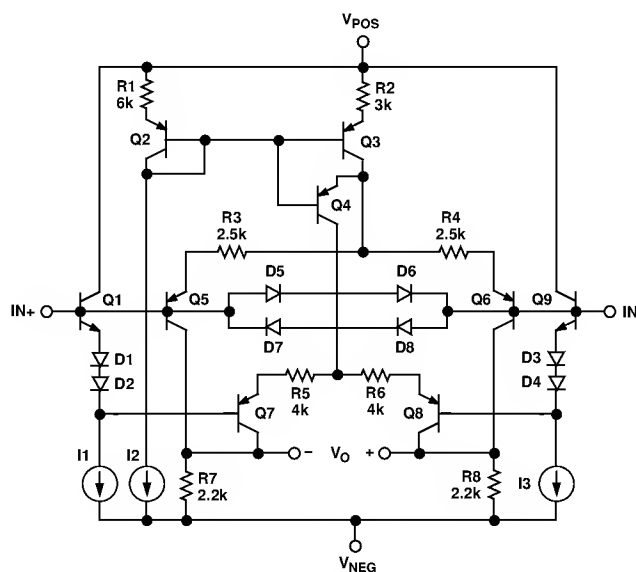 VPOS
R1
6k
R2
3k
Q2
Q3
Q4
R3
2.5k
R4
2.5k
D5
D6
IN+
Q1
Q5
Q6
Q9
IN
D7
D8
D1
D2
D3
D4
R5
4k
R6
4k
Q7
Q8
I1
I2
– VO +
R7
2.2k
R8
2.2k
I3
VNEG